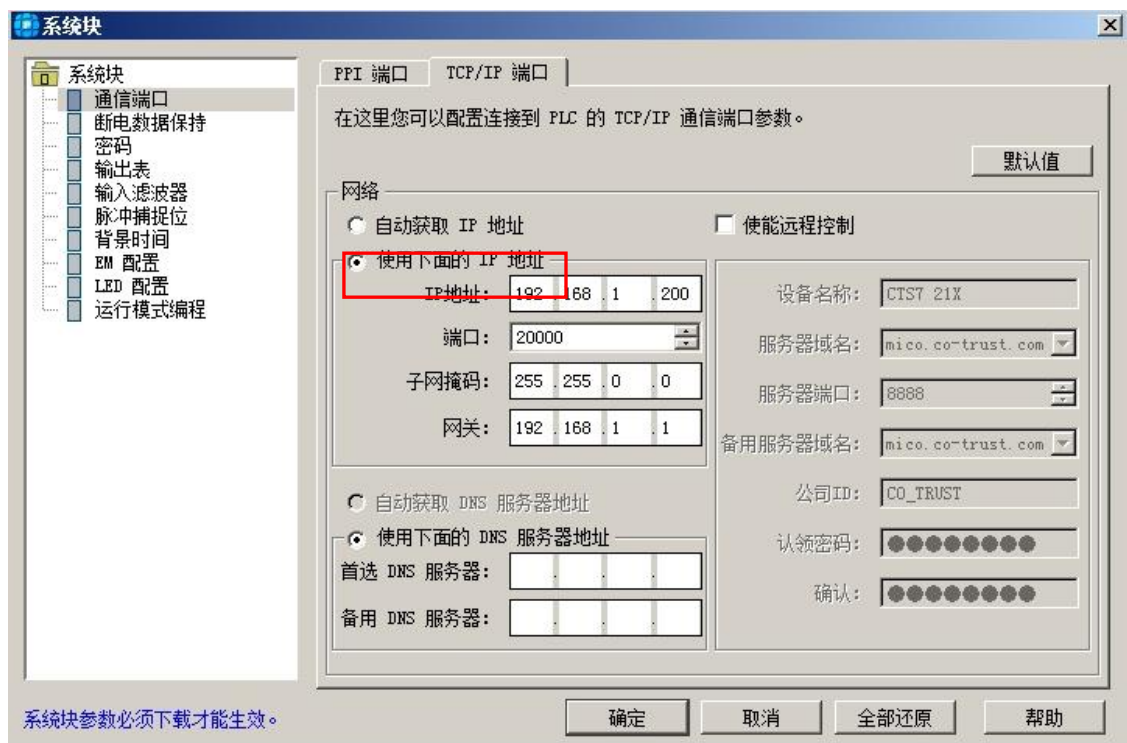 系统块
系统块
通信端口
断电数据保持
密码
输出表
输入滤波器
脉冲捕捉位
背景时间
EM 配置
LED 配置
运行模式编程
PPI 端口
TCP/IP 端口
在这里您可以配置连接到 PLC 的 TCP/IP 通信端口参数。
默认值
网络
自动获取 IP 地址
使用下面的 IP 地址
IP地址: 192 .168 .1 .200
端口: 20000
子网掩码: 255 .255 .0 .0
网关: 192 .168 .1 .1
自动获取 DNS 服务器地址
使用下面的 DNS 服务器地址
首选 DNS 服务器: . . .
备用 DNS 服务器: . . .
使能远程控制
设备名称: CTS7 21X
服务器域名: mico.co-trust.com
服务器端口: 8888
备用服务器域名: mico.co-trust.com
公司ID: CO_TRUST
认领密码: ●●●●●●●●
确认: ●●●●●●●●
系统块参数必须下载才能生效。
确定
取消
全部还原
帮助